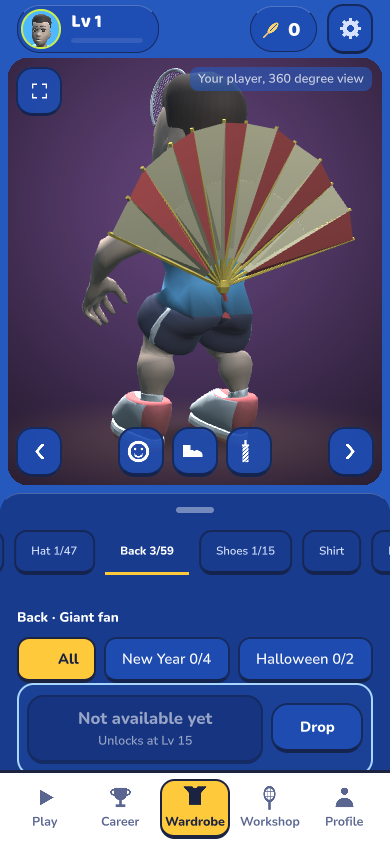 Lv 1
0
Your player, 360 degree view
Hat 1/47
Back 3/59
Shoes 1/15
Shirt
Back · Giant fan
All
New Year 0/4
Halloween 0/2
Not available yet
Unlocks at Lv 15
Drop
Play
Career
Wardrobe
Workshop
Profile